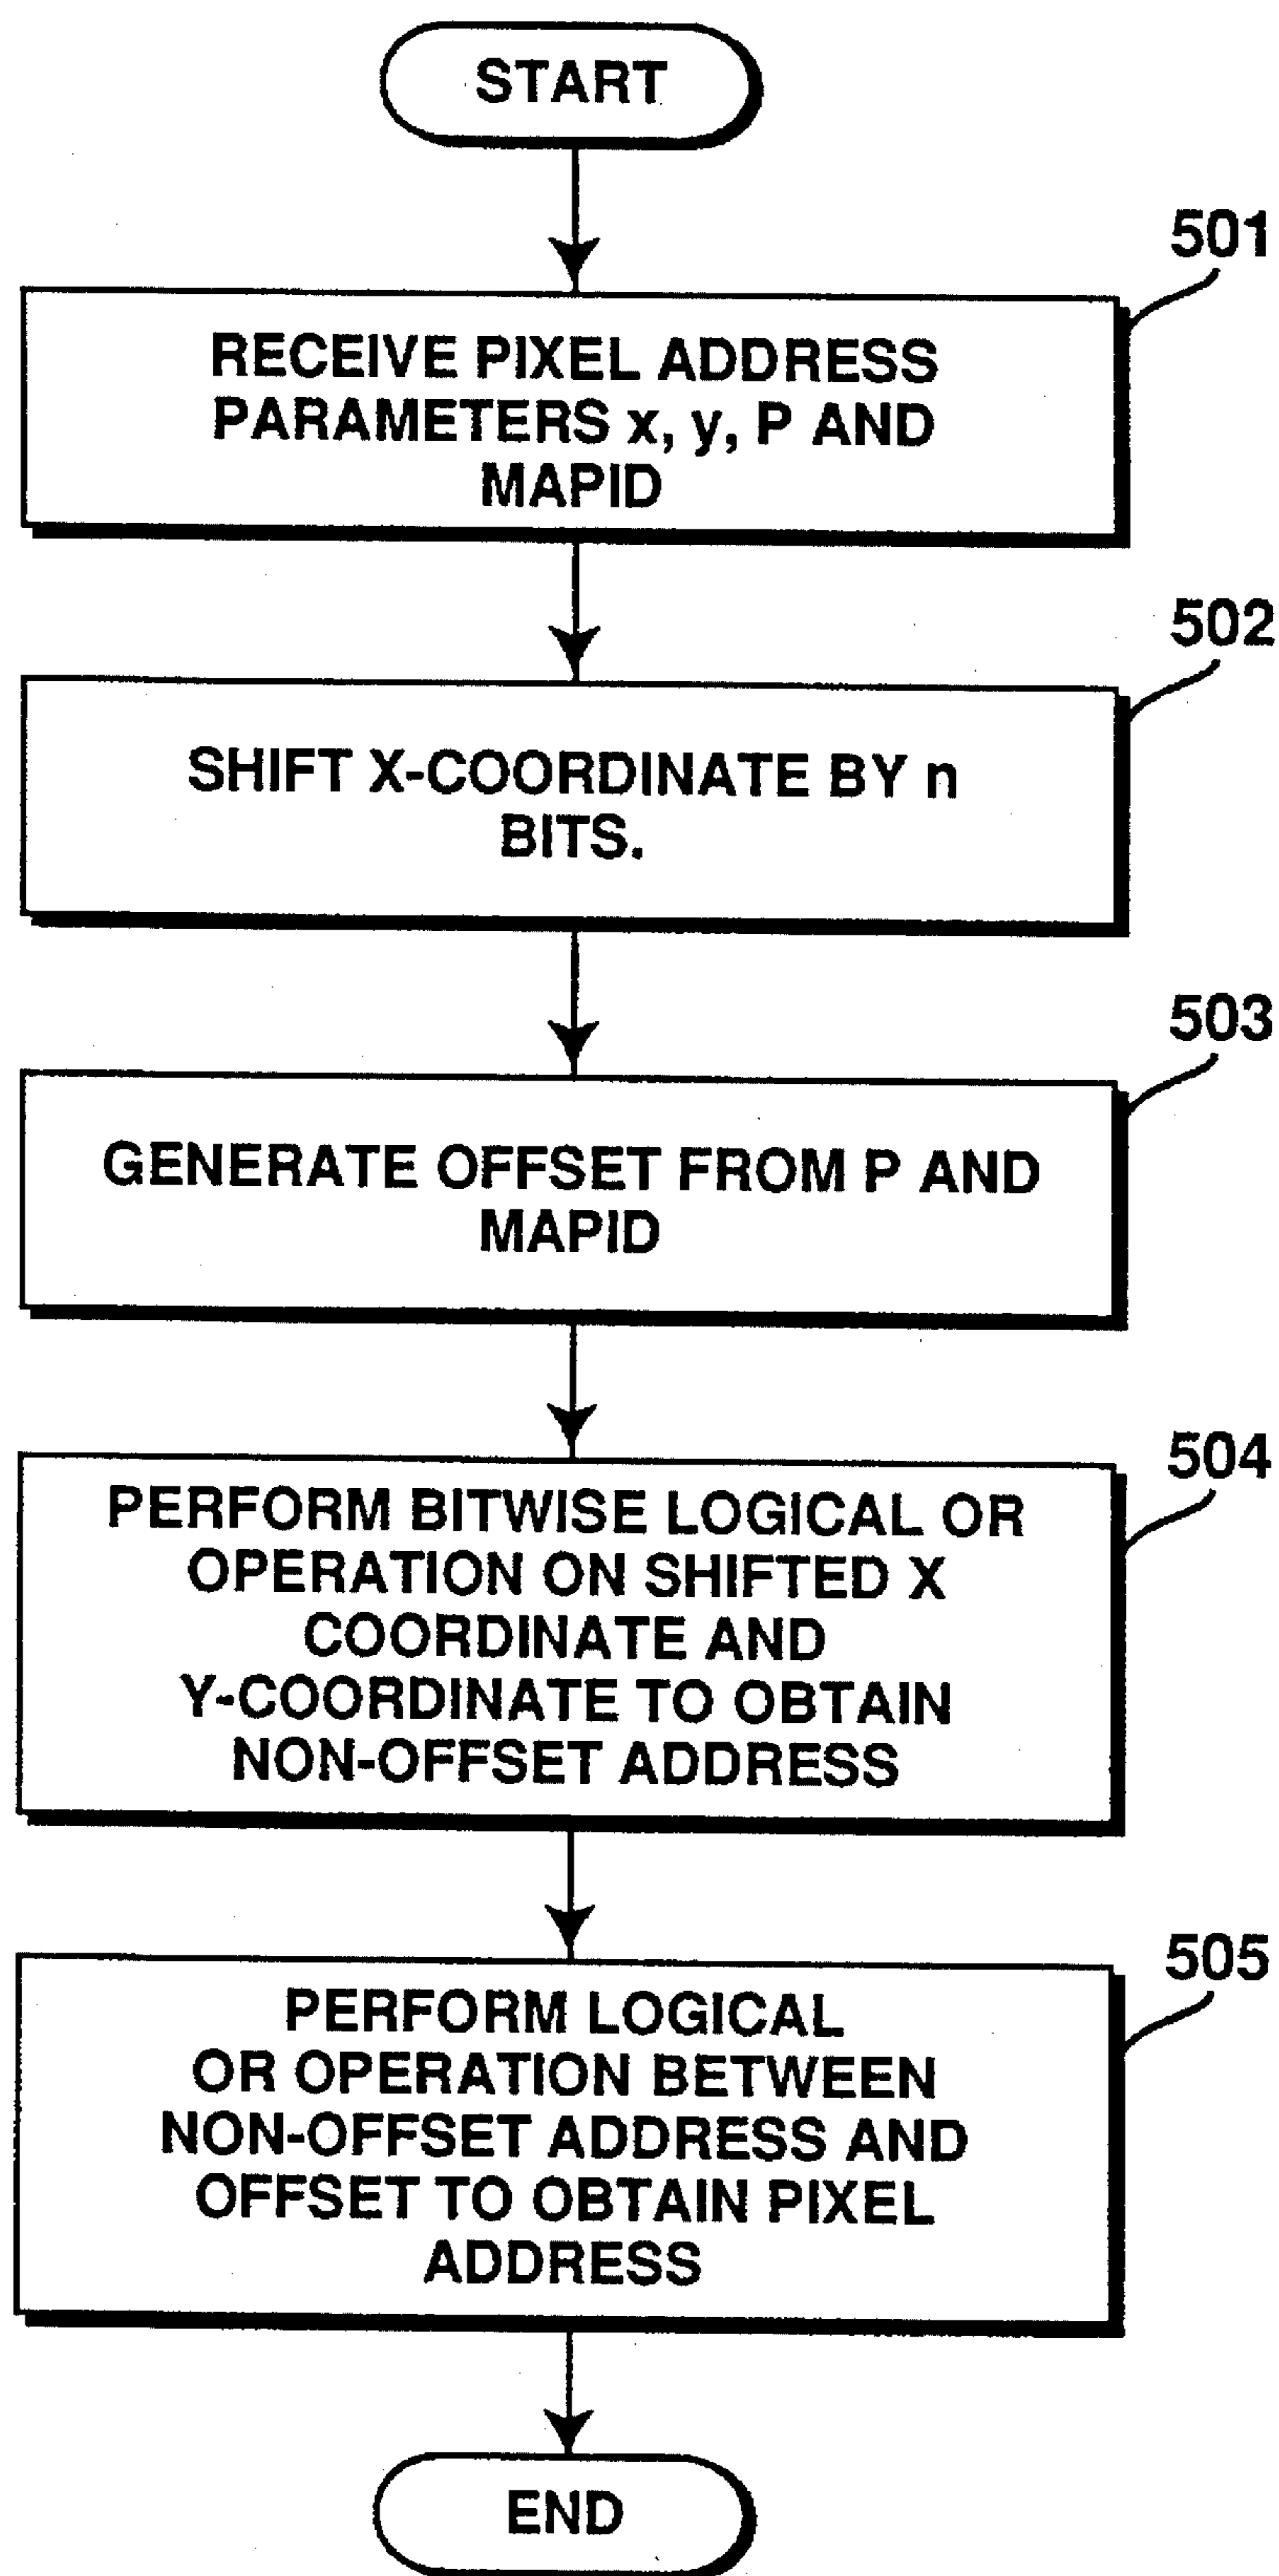 START
501
RECEIVE PIXEL ADDRESS
PARAMETERS x, y, P AND
MAPID
502
SHIFT X-COORDINATE BY n
BITS.
503
GENERATE OFFSET FROM P AND
MAPID
504
PERFORM BITWISE LOGICAL OR
OPERATION ON SHIFTED X
COORDINATE AND
Y-COORDINATE TO OBTAIN
NON-OFFSET ADDRESS
505
PERFORM LOGICAL
OR OPERATION BETWEEN
NON-OFFSET ADDRESS AND
OFFSET TO OBTAIN PIXEL
ADDRESS
END